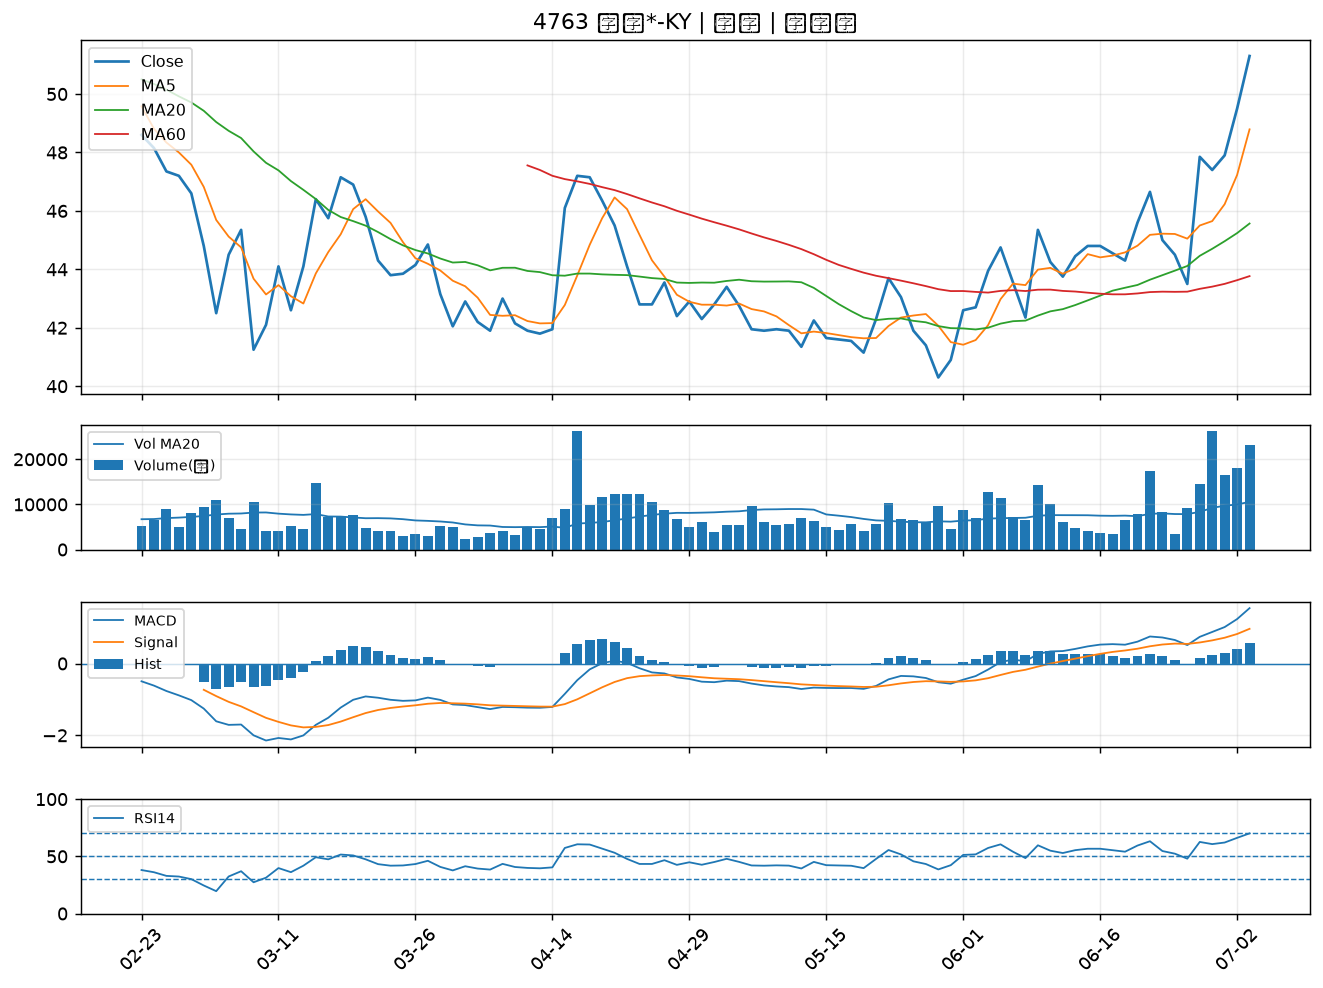 4763 *-KY | |
Close
MA5
MA20
MA60
50
48
46
44
42
40
Vol MA20
Volume()
20000
10000
0
MACD
Signal
Hist
0
−2
RSI14
100
50
0
02-23
03-11
03-26
04-14
04-29
05-15
06-01
06-16
07-02